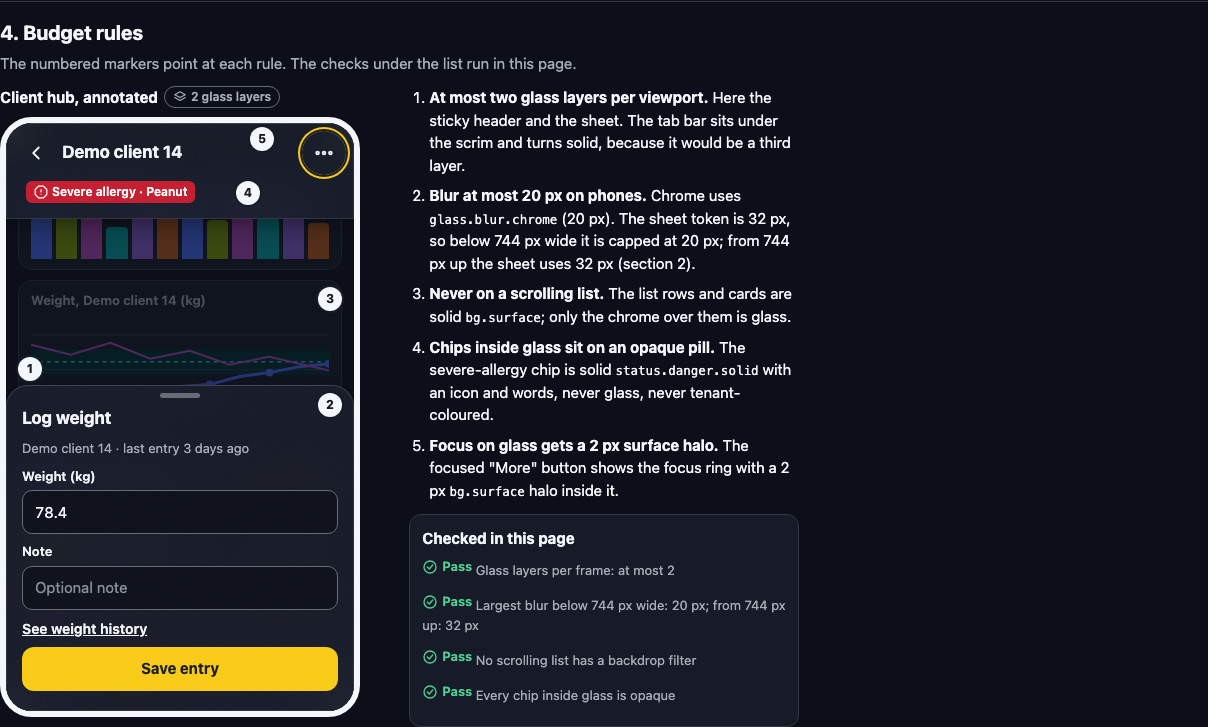 4. Budget rules
The numbered markers point at each rule. The checks under the list run in this page.
Client hub, annotated
2 glass layers
5
Demo client 14
Severe allergy · Peanut
4
Weight, Demo client 14 (kg)
3
1
2
Log weight
Demo client 14 · last entry 3 days ago
Weight (kg)
78.4
Note
Optional note
See weight history
Save entry
1. At most two glass layers per viewport. Here the
sticky header and the sheet. The tab bar sits under
the scrim and turns solid, because it would be a third
layer.
2. Blur at most 20 px on phones. Chrome uses
glass.blur.chrome (20 px). The sheet token is 32 px,
so below 744 px wide it is capped at 20 px; from 744
px up the sheet uses 32 px (section 2).
3. Never on a scrolling list. The list rows and cards are
solid bg.surface; only the chrome over them is glass.
4. Chips inside glass sit on an opaque pill. The
severe-allergy chip is solid status.danger.solid with
an icon and words, never glass, never tenant-
coloured.
5. Focus on glass gets a 2 px surface halo. The
focused "More" button shows the focus ring with a 2
px bg.surface halo inside it.
Checked in this page
Pass Glass layers per frame: at most 2
Pass Largest blur below 744 px wide: 20 px; from 744 px
up: 32 px
Pass No scrolling list has a backdrop filter
Pass Every chip inside glass is opaque